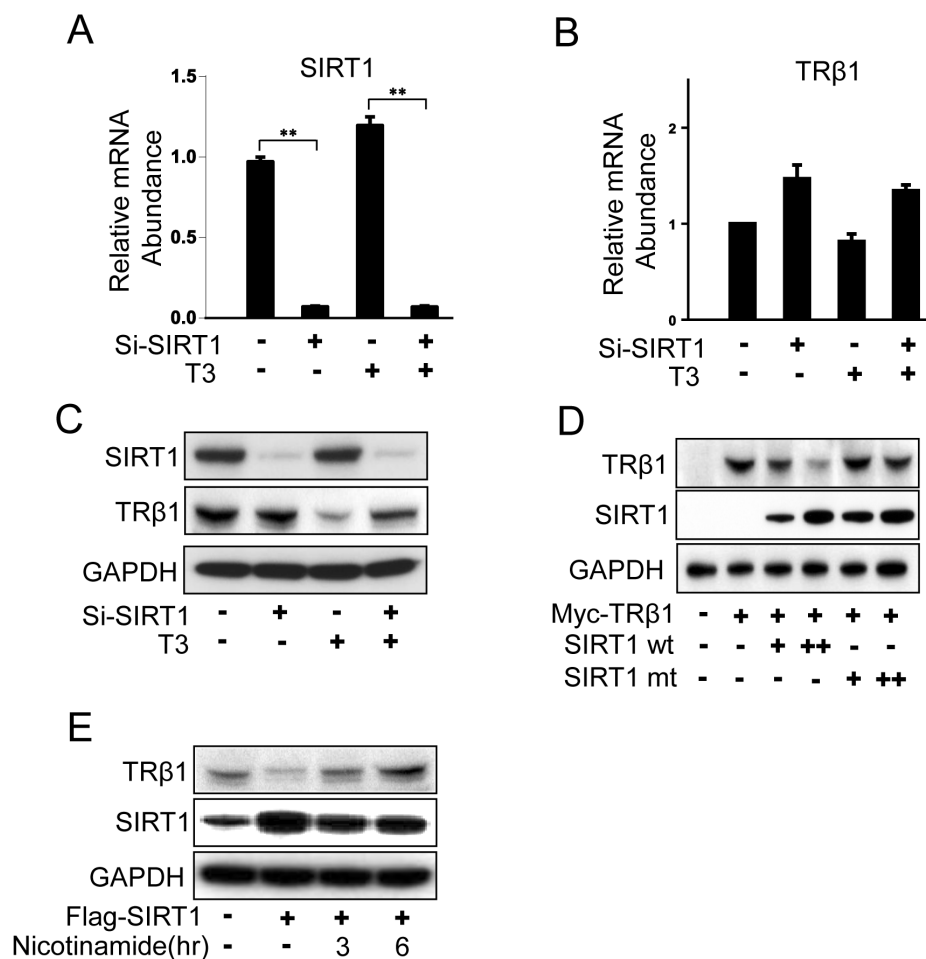 A
SIRT1
1.5
1.0
0.5
0.0
Relative mRNA
Abundance
**
**
Si-SIRT1 - + - +
T3 - - + +
B
TRβ1
2
1
0
Relative mRNA
Abundance
Si-SIRT1 - + - +
T3 - - + +
C
SIRT1
TRβ1
GAPDH
Si-SIRT1 - + - +
T3 - - + +
D
TRβ1
SIRT1
GAPDH
Myc-TRβ1 - + + + + +
SIRT1 wt - - + ++ - -
SIRT1 mt - - - - + ++
E
TRβ1
SIRT1
GAPDH
Flag-SIRT1 - + + +
Nicotinamide(hr) - - 3 6